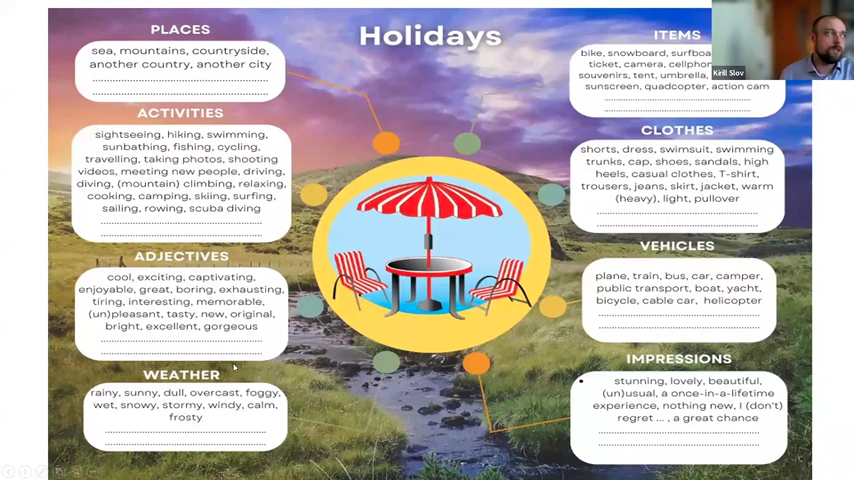 Holidays
PLACES
sea, mountains, countryside,
another country, another city
ACTIVITIES
sightseeing, hiking, swimming,
sunbathing, fishing, cycling,
travelling, taking photos, shooting
videos, meeting new people, driving,
diving, (mountain) climbing, relaxing,
cooking, camping, skiing, surfing,
sailing, rowing, scuba diving
ADJECTIVES
cool, exciting, captivating,
enjoyable, great, boring, exhausting,
tiring, interesting, memorable,
(un)pleasant, tasty, new, original,
bright, excellent, gorgeous
WEATHER
rainy, sunny, dull, overcast, foggy,
wet, snowy, stormy, windy, calm,
frosty
ITEMS
bike, snowboard,
ticket, camera,
souvenirs, tent, umbrella,
sunscreen, quadcopter, action cam
Kirill Slov
CLOTHES
shorts, dress, swimsuit, swimming
trunks, cap, shoes, sandals, high
heels, casual clothes, T-shirt,
trousers, jeans, skirt, jacket, warm
(heavy), light, pullover
VEHICLES
plane, train, bus, car, camper,
public transport, boat, yacht,
bicycle, cable car, helicopter
IMPRESSIONS
stunning, lovely, beautiful,
(un)usual, a once-in-a-lifetime
experience, nothing new, I (don't)
regret ... , a great chance